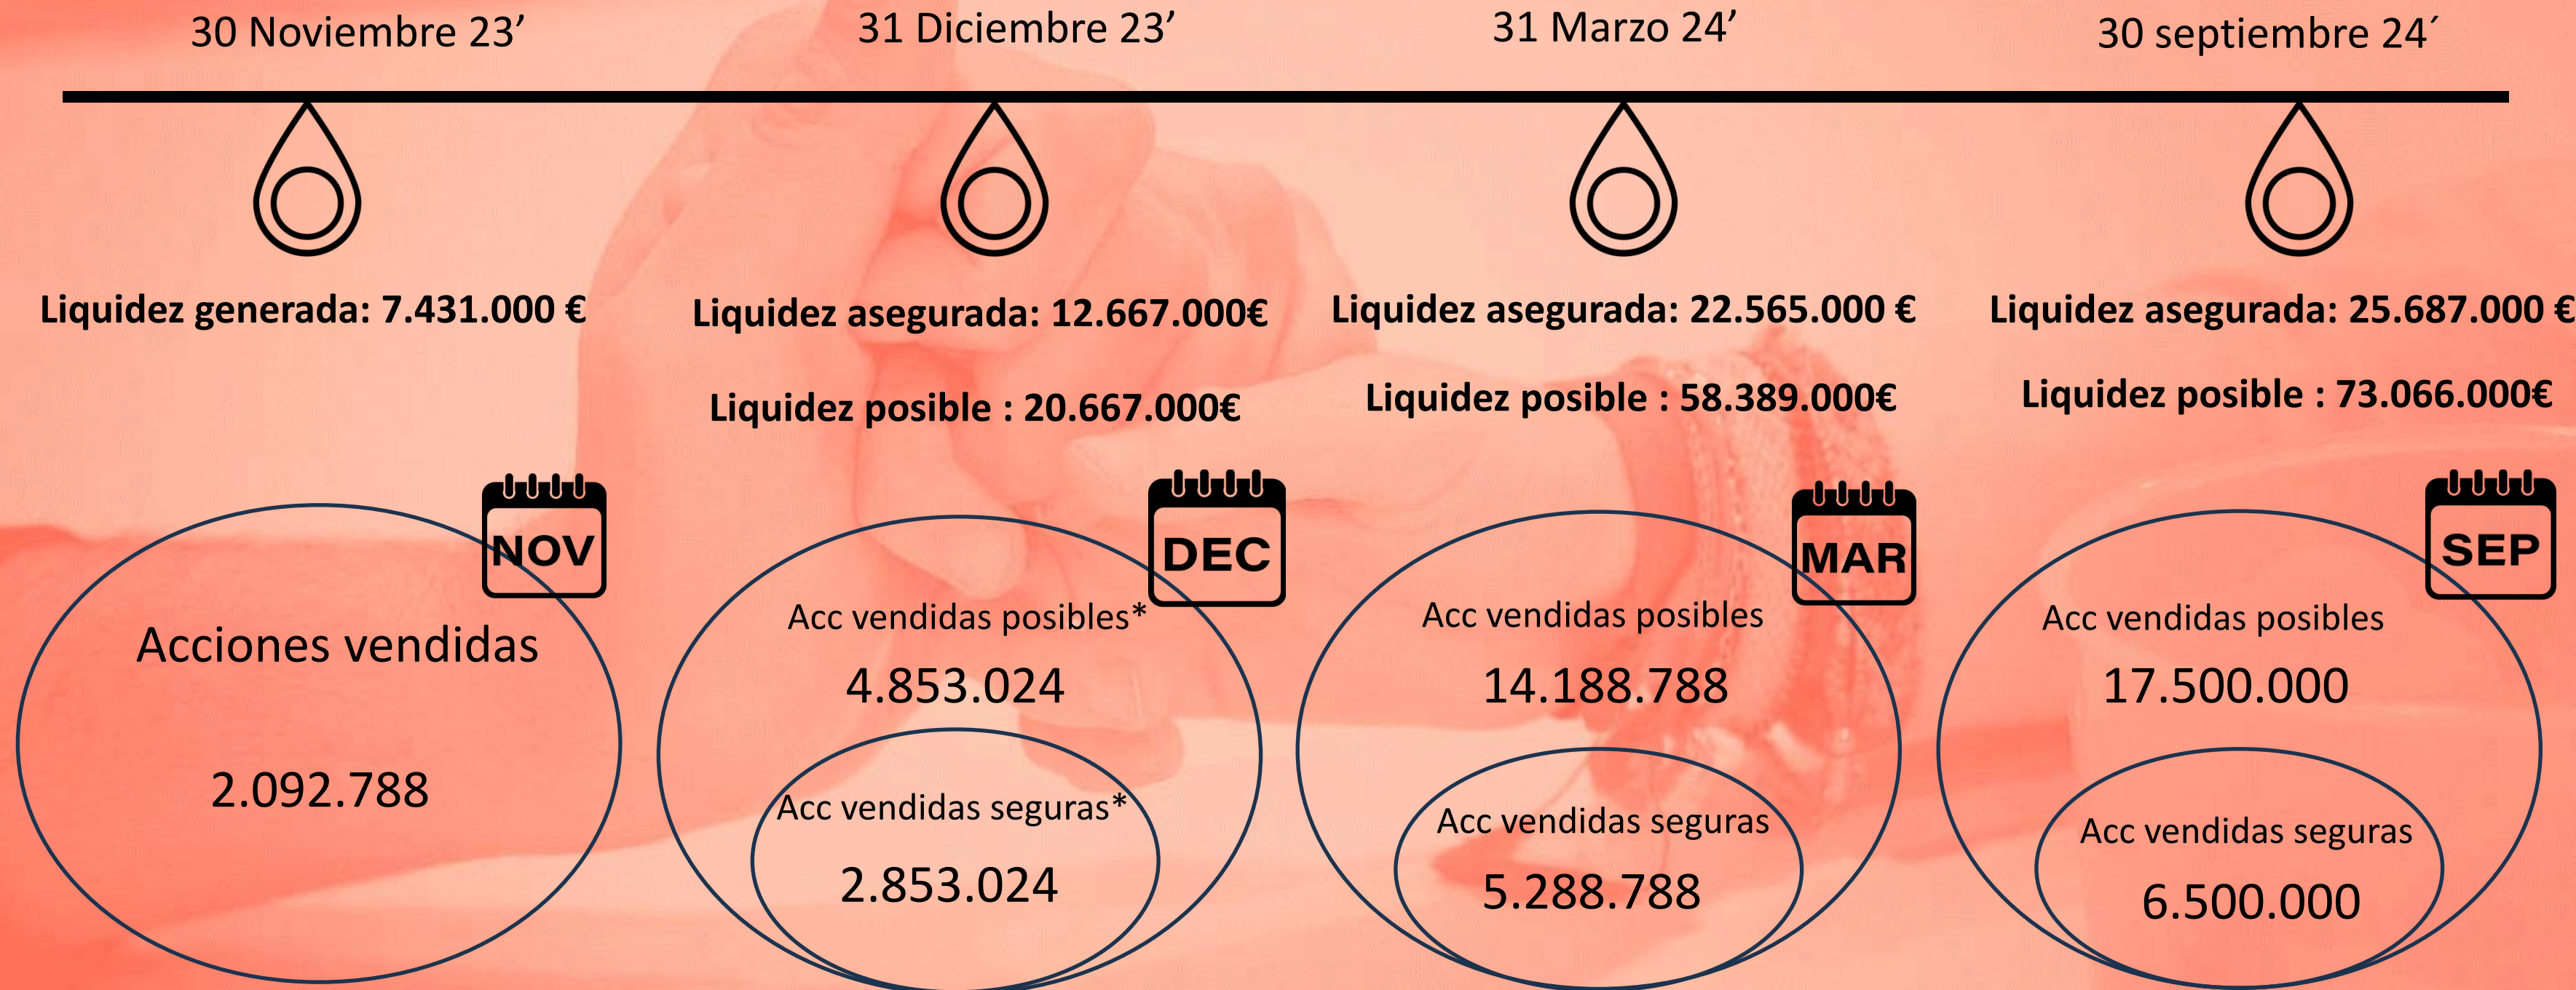 30 Noviembre 23’
31 Diciembre 23’
31 Marzo 24’
30 septiembre 24´
Liquidez generada: 7.431.000 €
Liquidez asegurada: 12.667.000€
Liquidez posible : 20.667.000€
Liquidez asegurada: 22.565.000 €
Liquidez posible : 58.389.000€
Liquidez asegurada: 25.687.000 €
Liquidez posible : 73.066.000€
NOV
Acciones vendidas
2.092.788
DEC
Acc vendidas posibles*
4.853.024
Acc vendidas seguras*
2.853.024
MAR
Acc vendidas posibles
14.188.788
Acc vendidas seguras
5.288.788
SEP
Acc vendidas posibles
17.500.000
Acc vendidas seguras
6.500.000